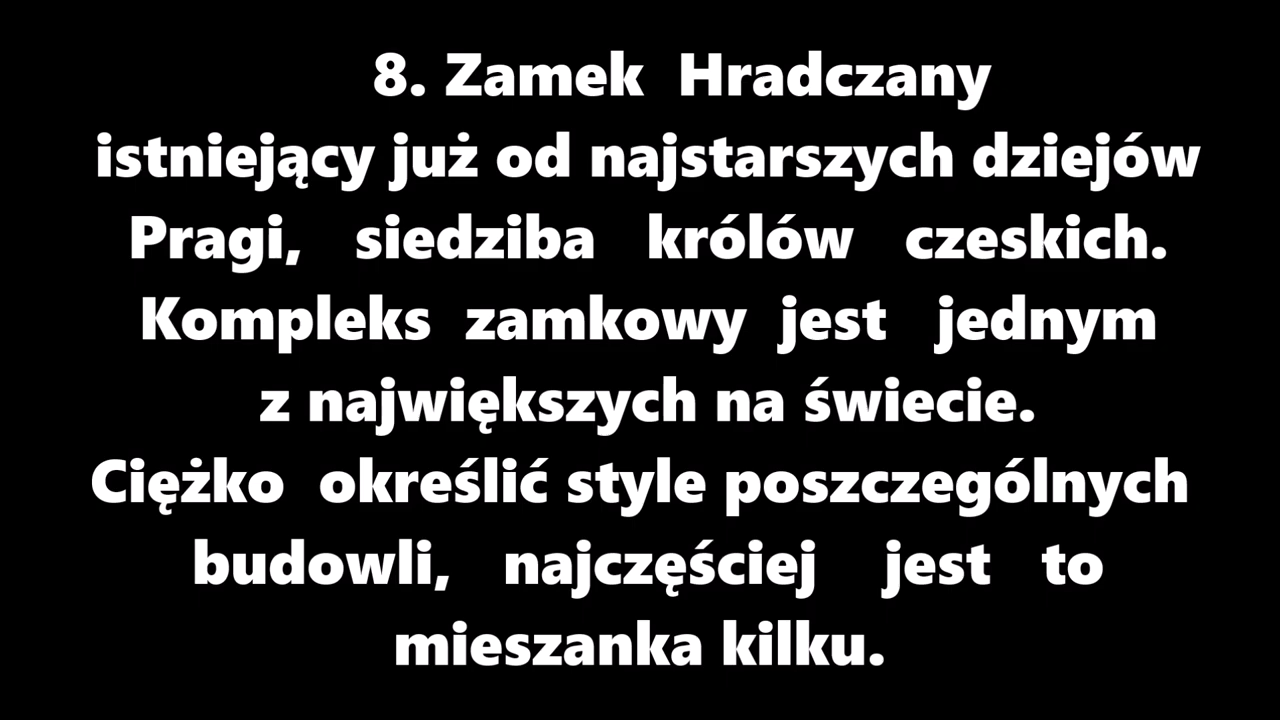 8. Zamek Hradczany
istniejący już od najstarszych dziejów
Pragi, siedziba królów czeskich.
Kompleks zamkowy jest jednym
z największych na świecie.
Ciężko określić style poszczególnych
budowli, najczęściej jest to
mieszanka kilku.